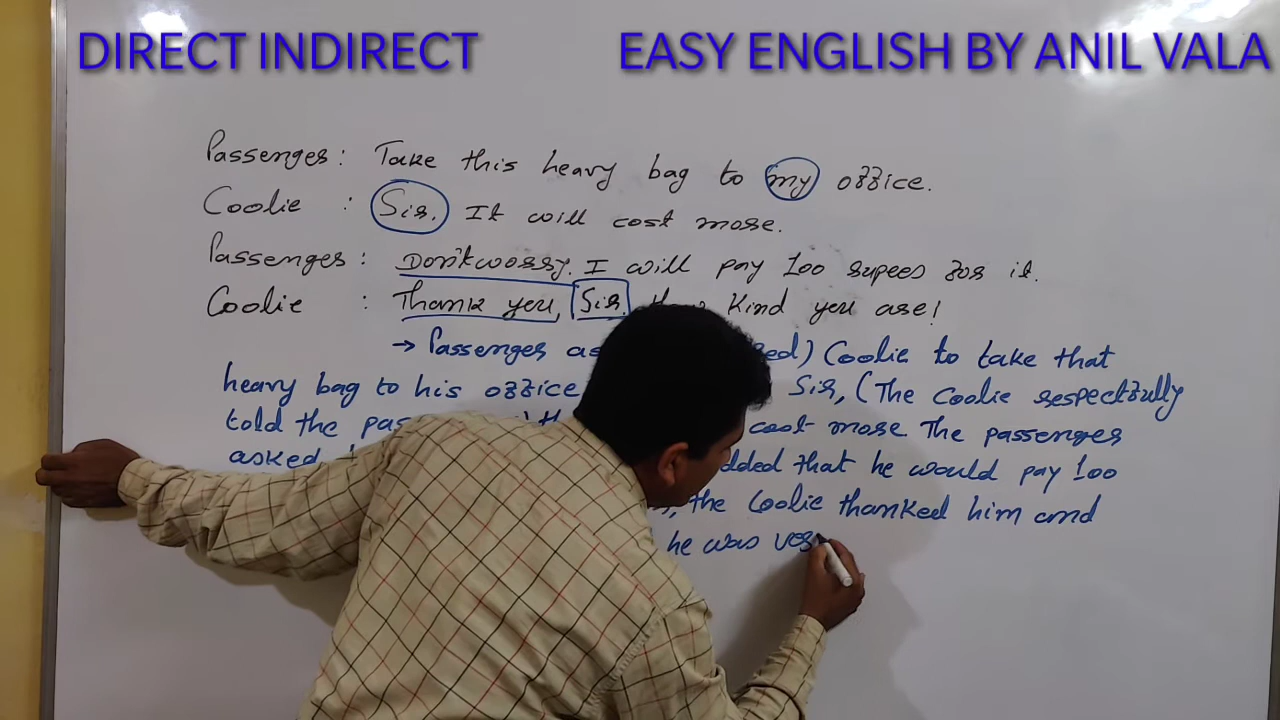 DIRECT INDIRECT EASY ENGLISH BY ANIL VALA
Passenger: Take this heavy bag to my office.
Coolie : Sir, It will cost more.
Passenger: Don't worry. I will pay 100 rupees for it.
Coolie : Thank you, Sir, Kind you are!
→ Passenger Coolie to take that
heavy bag to his office Sir, (The Coolie respectfully
told the cost more. The passenger
asked added that he would pay 100
the Coolie thanked him and
he was